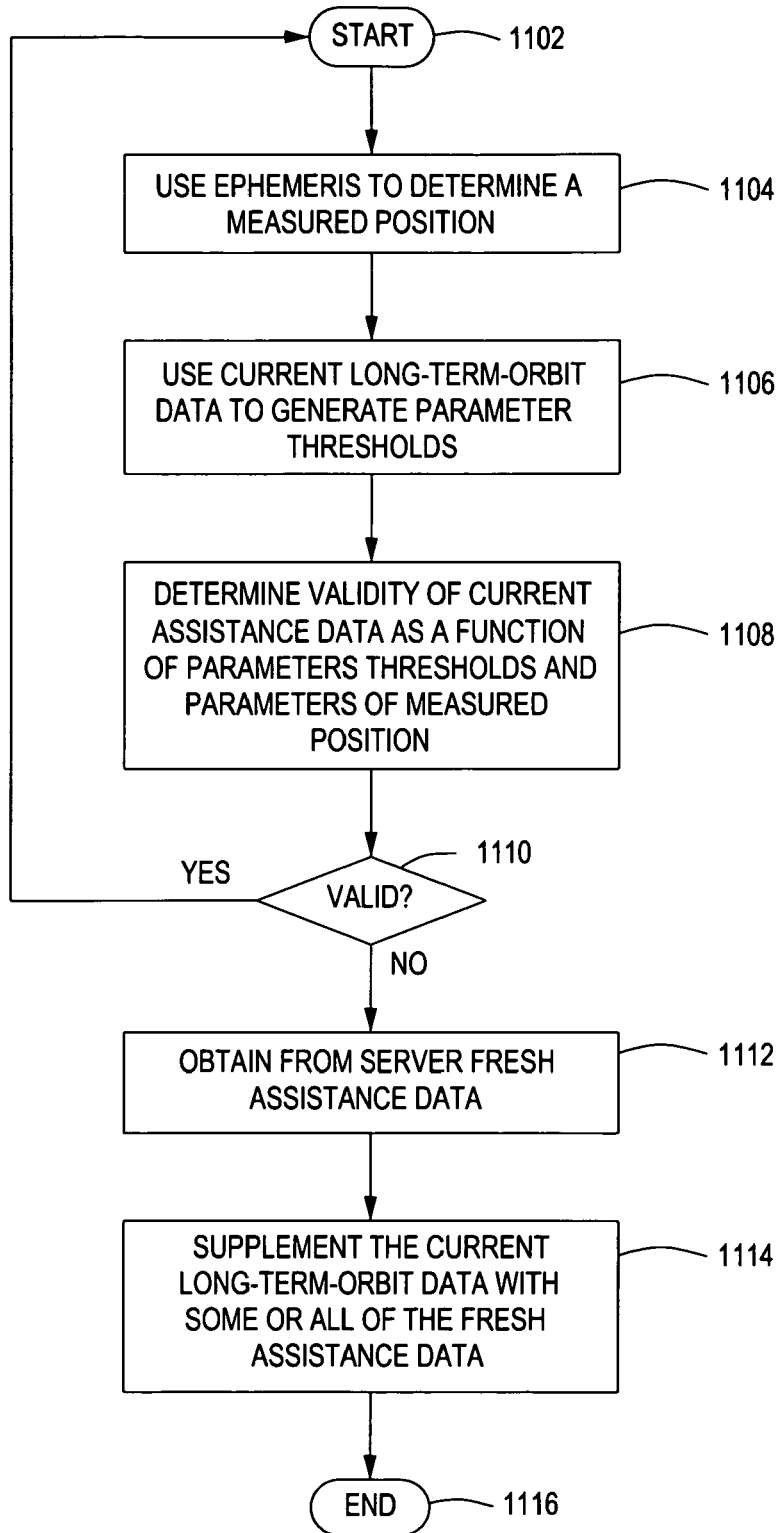 START
1102
USE EPHEMERIS TO DETERMINE A
MEASURED POSITION
1104
USE CURRENT LONG-TERM-ORBIT
DATA TO GENERATE PARAMETER
THRESHOLDS
1106
DETERMINE VALIDITY OF CURRENT
ASSISTANCE DATA AS A FUNCTION
OF PARAMETERS THRESHOLDS AND
PARAMETERS OF MEASURED
POSITION
1108
YES
VALID?
1110
NO
OBTAIN FROM SERVER FRESH
ASSISTANCE DATA
1112
SUPPLEMENT THE CURRENT
LONG-TERM-ORBIT DATA WITH
SOME OR ALL OF THE FRESH
ASSISTANCE DATA
1114
END
1116